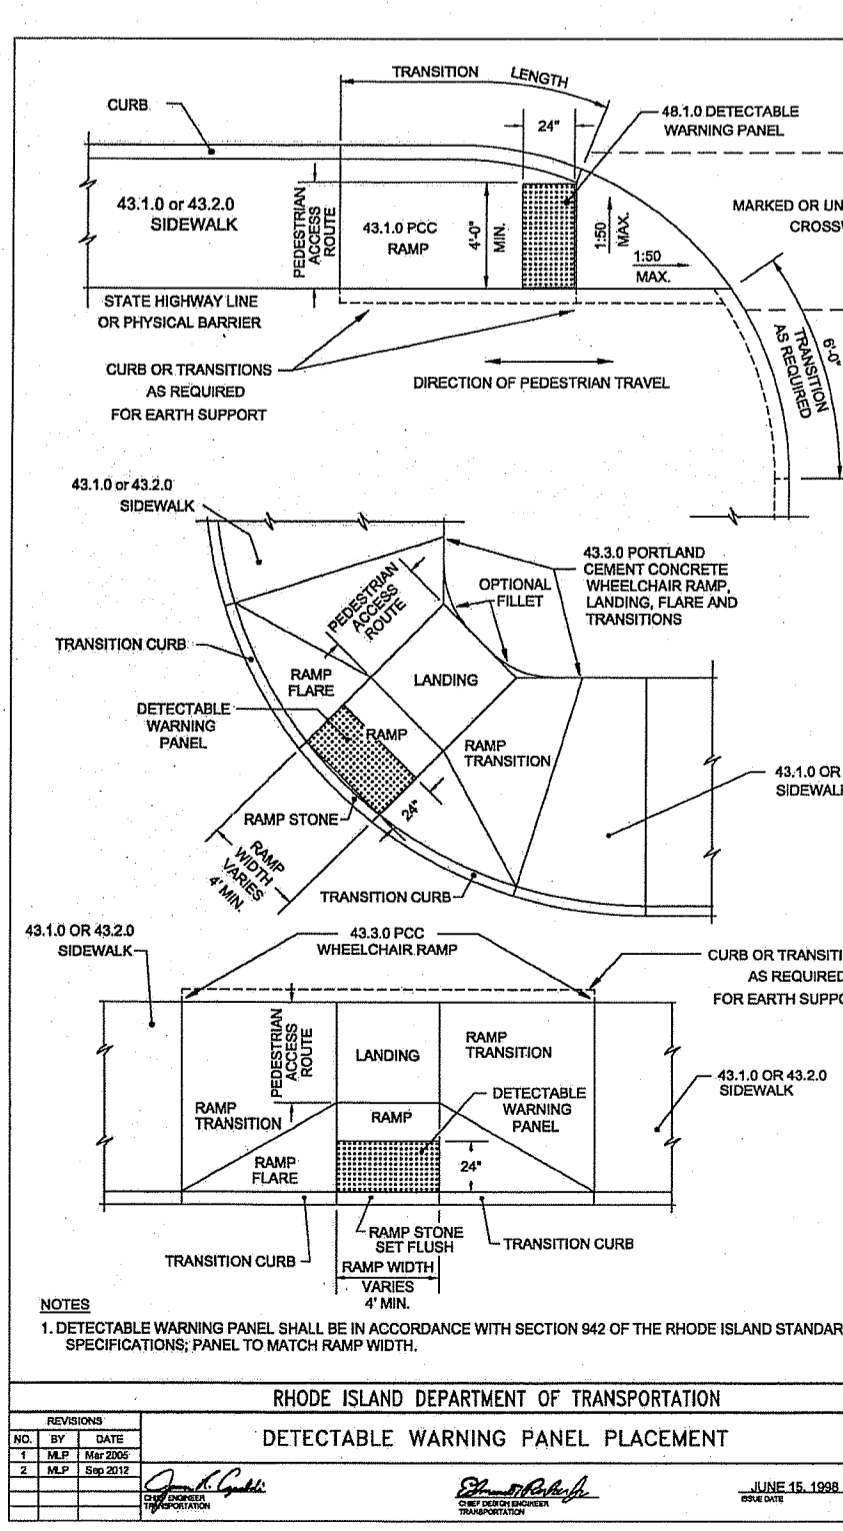 TRANSITION LENGTH
CURB
24"
48.1.0 DETECTABLE
WARNING PANEL
43.1.0 or 43.2.0
SIDEWALK
PEDESTRIAN
ACCESS
ROUTE
43.1.0 PCC
RAMP
4'-0"
MIN.
1:50
MAX.
1:50
MAX.
MARKED OR UN
CROSSW
STATE HIGHWAY LINE
OR PHYSICAL BARRIER
CURB OR TRANSITIONS
AS REQUIRED
FOR EARTH SUPPORT
DIRECTION OF PEDESTRIAN TRAVEL
6'-0"
TRANSITION
AS REQUIRED
43.1.0 or 43.2.0
SIDEWALK
PEDESTRIAN
ACCESS
ROUTE
OPTIONAL
FILLET
43.3.0 PORTLAND
CEMENT CONCRETE
WHEELCHAIR RAMP,
LANDING, FLARE AND
TRANSITIONS
TRANSITION CURB
RAMP
FLARE
LANDING
DETECTABLE
WARNING
PANEL
RAMP
RAMP
TRANSITION
43.1.0 OR
SIDEWALK
RAMP STONE
24"
RAMP
WIDTH
VARIES
4' MIN.
TRANSITION CURB
43.1.0 OR 43.2.0
SIDEWALK
43.3.0 PCC
WHEELCHAIR RAMP
CURB OR TRANSITI
AS REQUIRED
FOR EARTH SUPPO
PEDESTRIAN
ACCESS
ROUTE
LANDING
RAMP
TRANSITION
43.1.0 OR 43.2.0
SIDEWALK
RAMP
TRANSITION
RAMP
DETECTABLE
WARNING
PANEL
RAMP
FLARE
24"
RAMP STONE
SET FLUSH
TRANSITION CURB
TRANSITION CURB
RAMP WIDTH
VARIES
4' MIN.
NOTES
1. DETECTABLE WARNING PANEL SHALL BE IN ACCORDANCE WITH SECTION 942 OF THE RHODE ISLAND STANDAR
SPECIFICATIONS; PANEL TO MATCH RAMP WIDTH.
RHODE ISLAND DEPARTMENT OF TRANSPORTATION
REVISIONS
NO. BY DATE
1 MLP Mar 2005
2 MLP Sep 2012
DETECTABLE WARNING PANEL PLACEMENT
CHIEF ENGINEER
TRANSPORTATION
CHIEF DESIGN ENGINEER
TRANSPORTATION
JUNE 15, 1998
ISSUE DATE